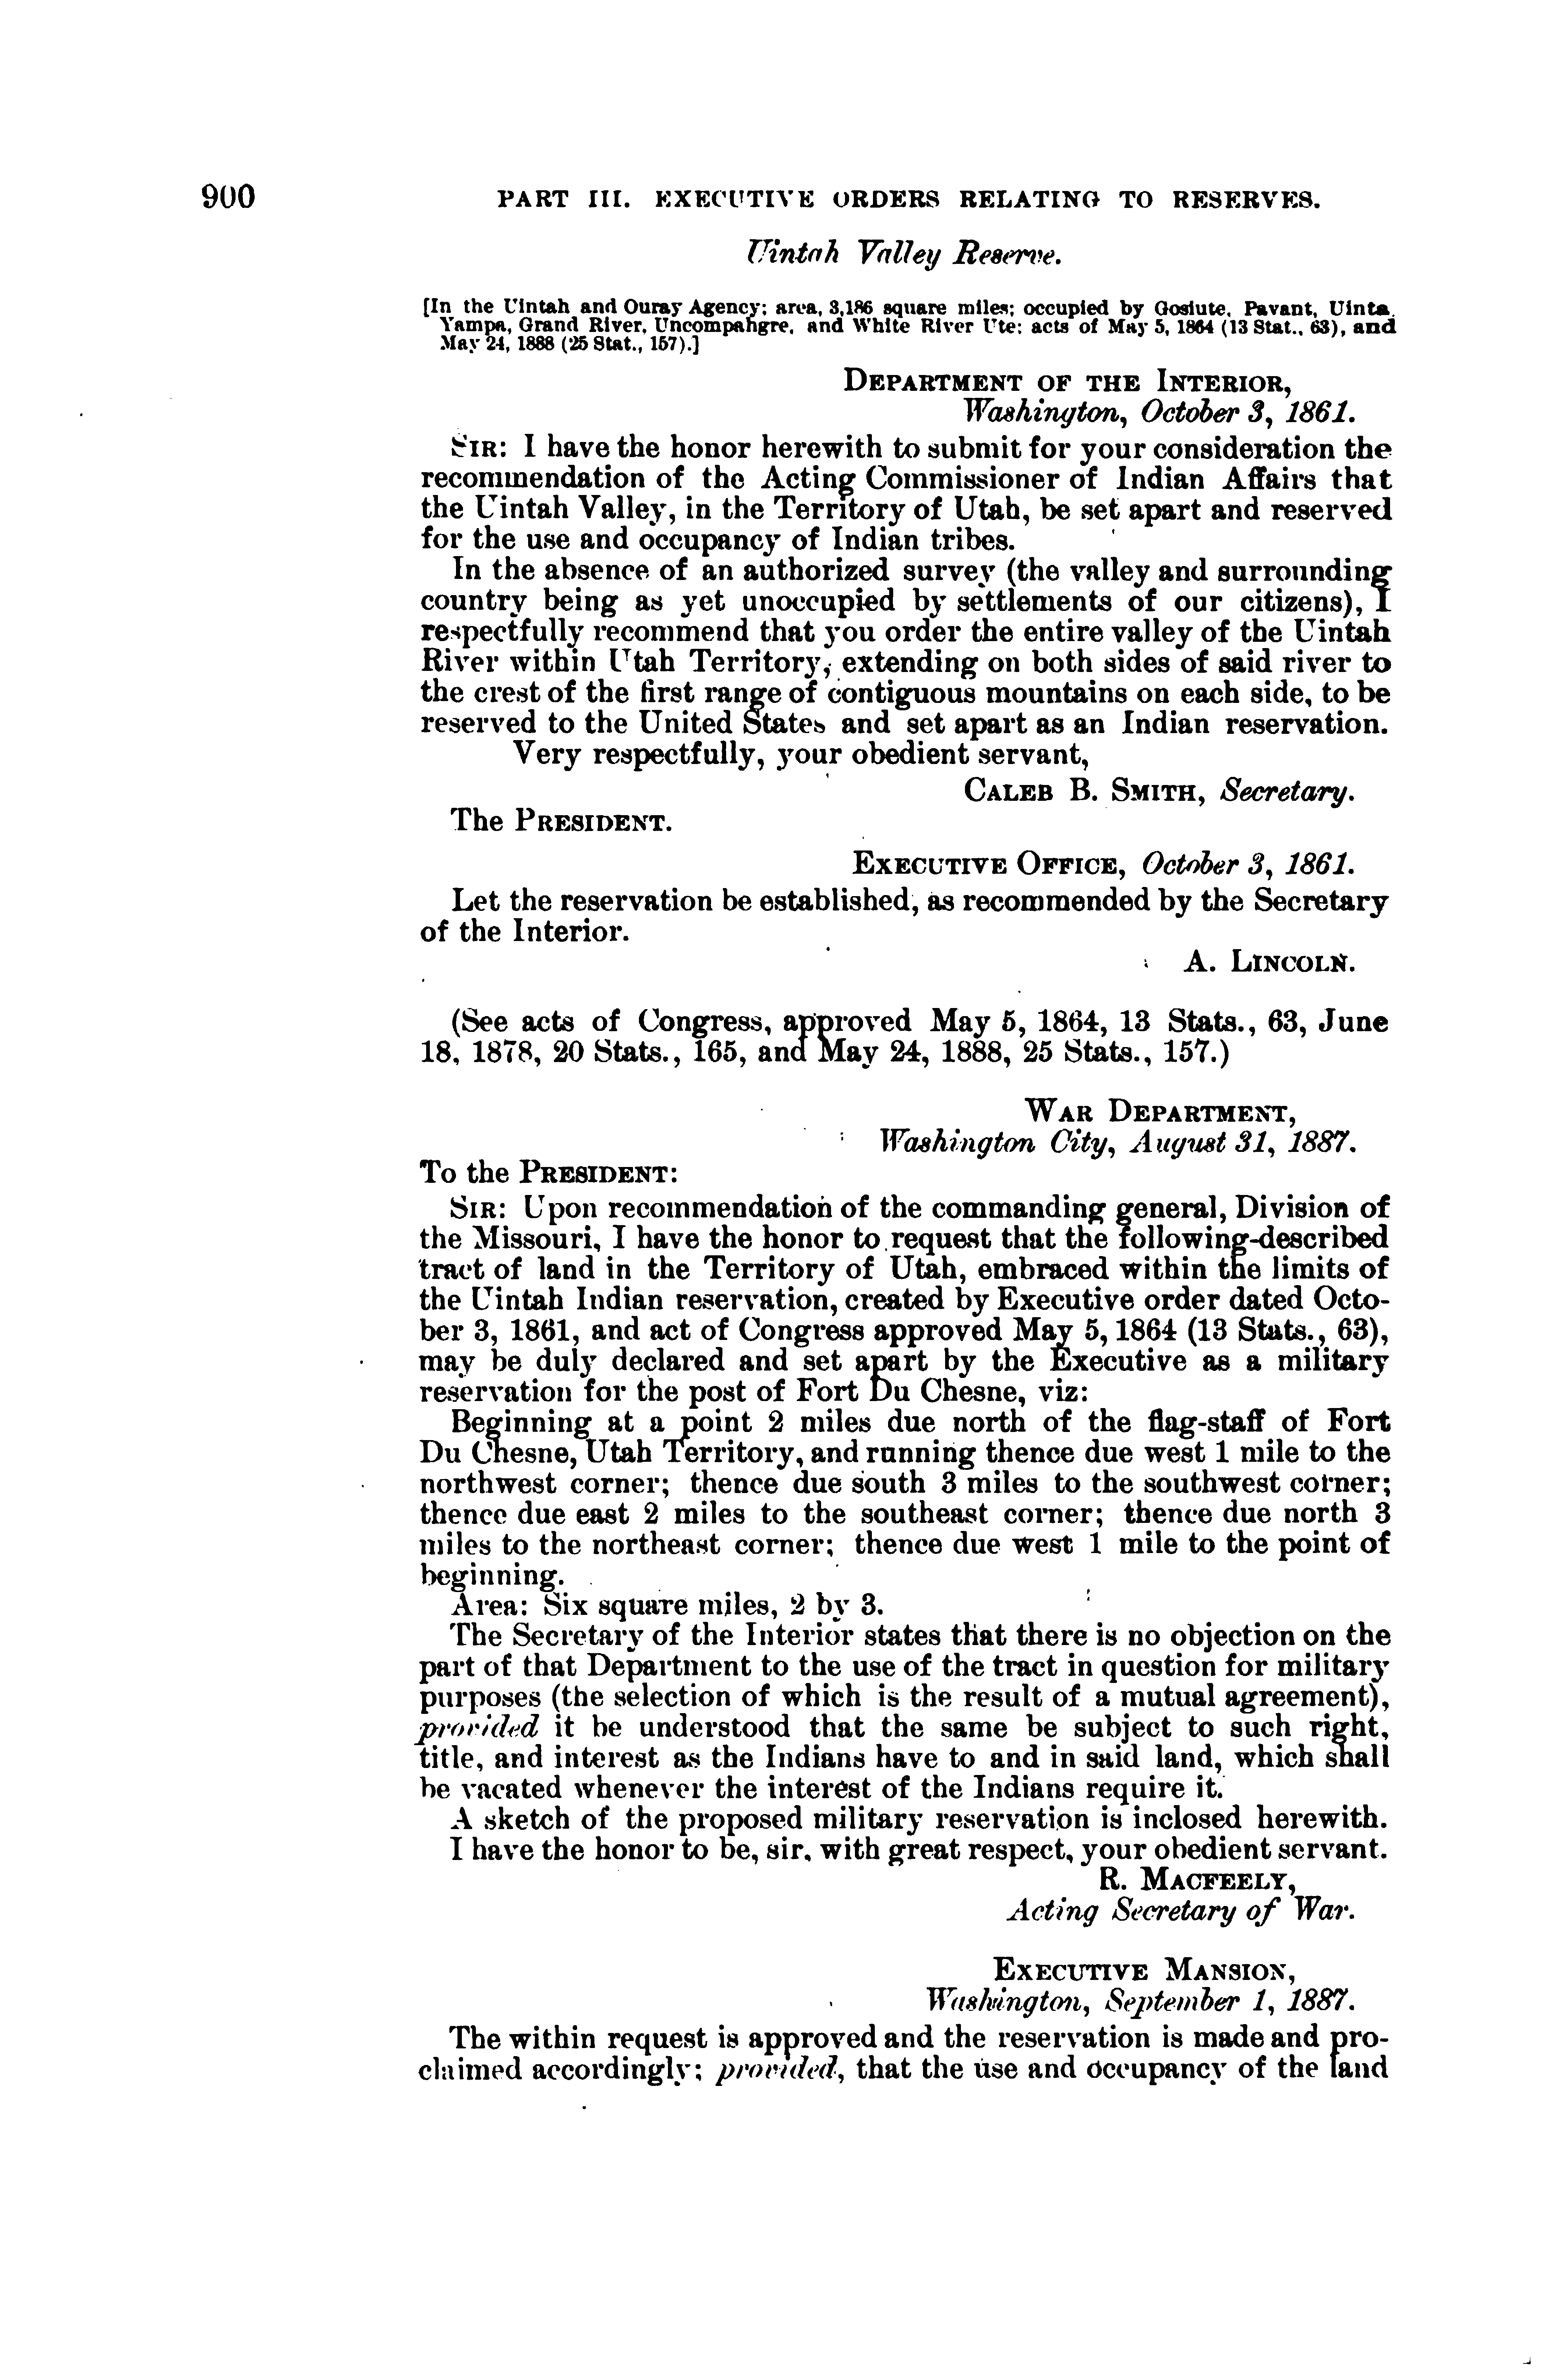 900 PART III. EXECUTIVE ORDERS RELATING TO RESERVES.
Uintah Valley Reserve.
[In the Uintah and Ouray Agency; area, 3,186 square miles; occupied by Gosiute, Pavant, Uinta,
Yampa, Grand River, Uncompahgre, and White River Ute; acts of May 5, 1864 (13 Stat., 63), and
May 24, 1888 (25 Stat., 157).]
DEPARTMENT OF THE INTERIOR,
Washington, October 3, 1861.
SIR: I have the honor herewith to submit for your consideration the
recommendation of the Acting Commissioner of Indian Affairs that
the Uintah Valley, in the Territory of Utah, be set apart and reserved
for the use and occupancy of Indian tribes.
In the absence of an authorized survey (the valley and surrounding
country being as yet unoccupied by settlements of our citizens), I
respectfully recommend that you order the entire valley of the Uintah
River within Utah Territory, extending on both sides of said river to
the crest of the first range of contiguous mountains on each side, to be
reserved to the United States and set apart as an Indian reservation.
Very respectfully, your obedient servant,
CALEB B. SMITH, Secretary.
The PRESIDENT.
EXECUTIVE OFFICE, October 3, 1861.
Let the reservation be established, as recommended by the Secretary
of the Interior.
A. LINCOLN.
(See acts of Congress, approved May 5, 1864, 13 Stats., 63, June
18, 1878, 20 Stats., 165, and May 24, 1888, 25 Stats., 157.)
WAR DEPARTMENT,
Washington City, August 31, 1887.
To the PRESIDENT:
SIR: Upon recommendation of the commanding general, Division of
the Missouri, I have the honor to request that the following-described
tract of land in the Territory of Utah, embraced within the limits of
the Uintah Indian reservation, created by Executive order dated Octo-
ber 3, 1861, and act of Congress approved May 5, 1864 (13 Stats., 63),
may be duly declared and set apart by the Executive as a military
reservation for the post of Fort Du Chesne, viz:
Beginning at a point 2 miles due north of the flag-staff of Fort
Du Chesne, Utah Territory, and running thence due west 1 mile to the
northwest corner; thence due south 3 miles to the southwest corner;
thence due east 2 miles to the southeast corner; thence due north 3
miles to the northeast corner; thence due west 1 mile to the point of
beginning.
Area: Six square miles, 2 by 3.
The Secretary of the Interior states that there is no objection on the
part of that Department to the use of the tract in question for military
purposes (the selection of which is the result of a mutual agreement),
provided it be understood that the same be subject to such right,
title, and interest as the Indians have to and in said land, which shall
be vacated whenever the interest of the Indians require it.
A sketch of the proposed military reservation is inclosed herewith.
I have the honor to be, sir, with great respect, your obedient servant.
R. MACFEELY,
Acting Secretary of War.
EXECUTIVE MANSION,
Washington, September 1, 1887.
The within request is approved and the reservation is made and pro-
claimed accordingly; provided, that the use and occupancy of the land